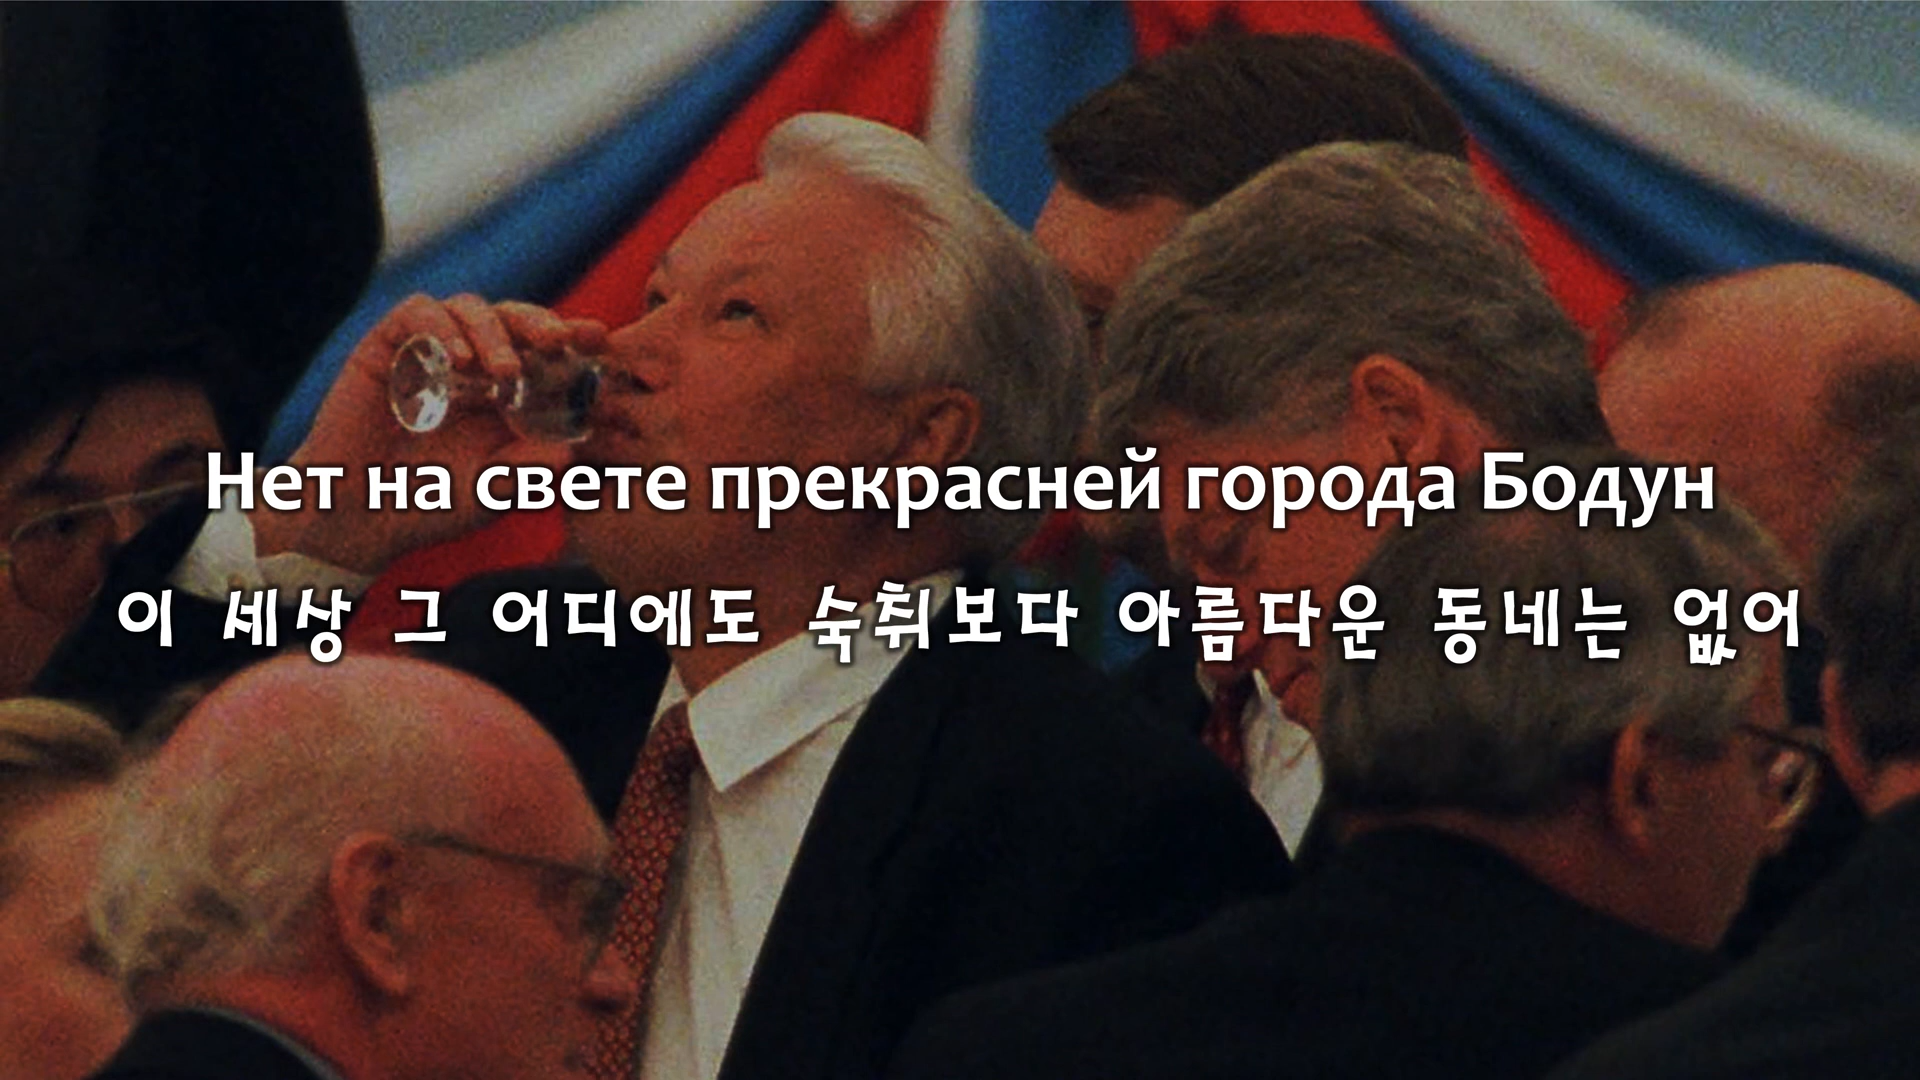 Нет на свете прекрасней города Бодун
이 세상 그 어디에도 숙취보다 아름다운 동네는 없어